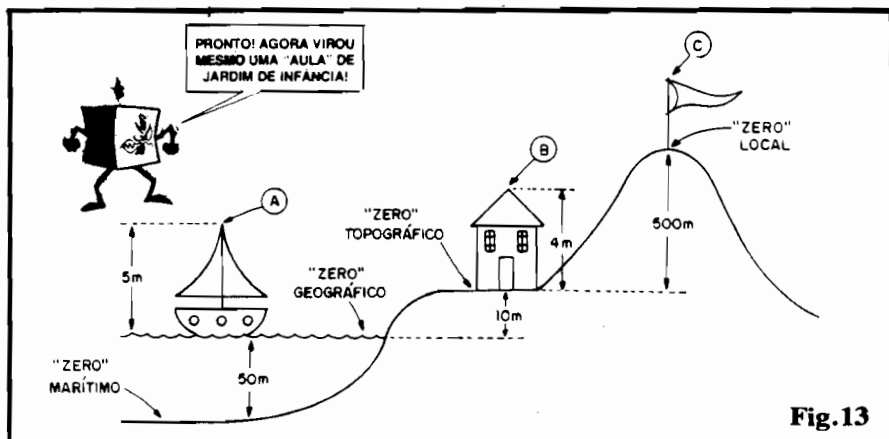 PRONTO! AGORA VIROU
MESMO UMA "AULA" DE
JARDIM DE INFÂNCIA!
C
"ZERO"
LOCAL
B
A
"ZERO"
TOPOGRÁFICO
4m
500m
5m
"ZERO"
GEOGRÁFICO
10m
"ZERO"
MARÍTIMO
50m
Fig.13